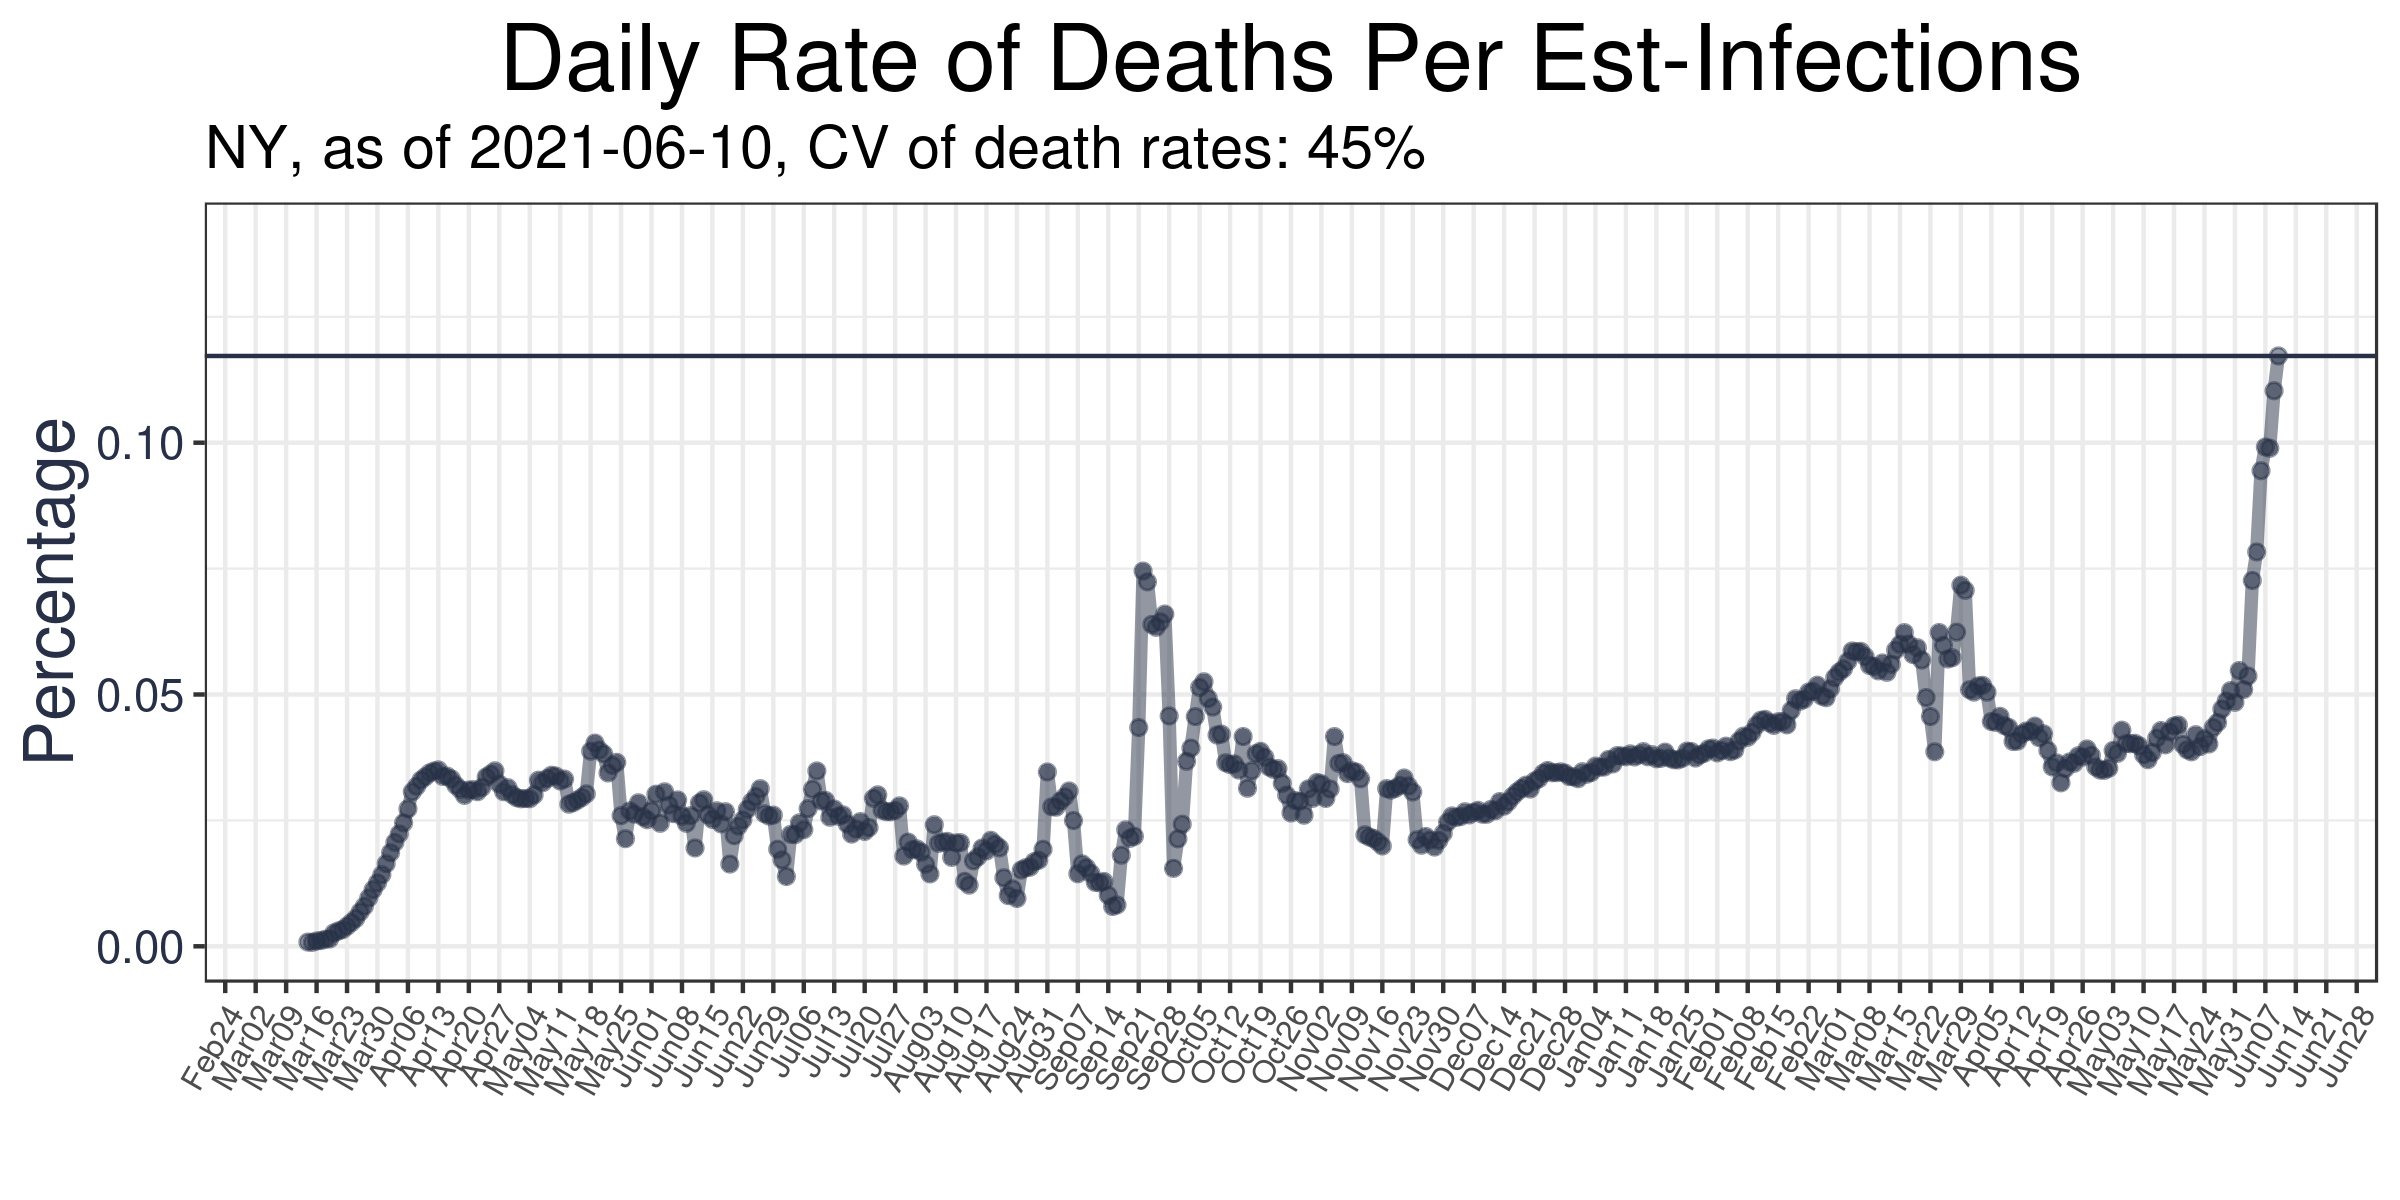 Daily Rate of Deaths Per Est-Infections
NY, as of 2021-06-10, CV of death rates: 45%
Percentage
0.10
0.05
0.00
Feb24
Mar02
Mar09
Mar16
Mar23
Mar30
Apr06
Apr13
Apr20
Apr27
May04
May11
May18
May25
Jun01
Jun08
Jun15
Jun22
Jun29
Jul06
Jul13
Jul20
Jul27
Aug03
Aug10
Aug17
Aug24
Aug31
Sep07
Sep14
Sep21
Sep28
Oct05
Oct12
Oct19
Oct26
Nov02
Nov09
Nov16
Nov23
Nov30
Dec07
Dec14
Dec21
Dec28
Jan04
Jan11
Jan18
Jan25
Feb01
Feb08
Feb15
Feb22
Mar01
Mar08
Mar15
Mar22
Mar29
Apr05
Apr12
Apr19
Apr26
May03
May10
May17
May24
May31
Jun07
Jun14
Jun21
Jun28